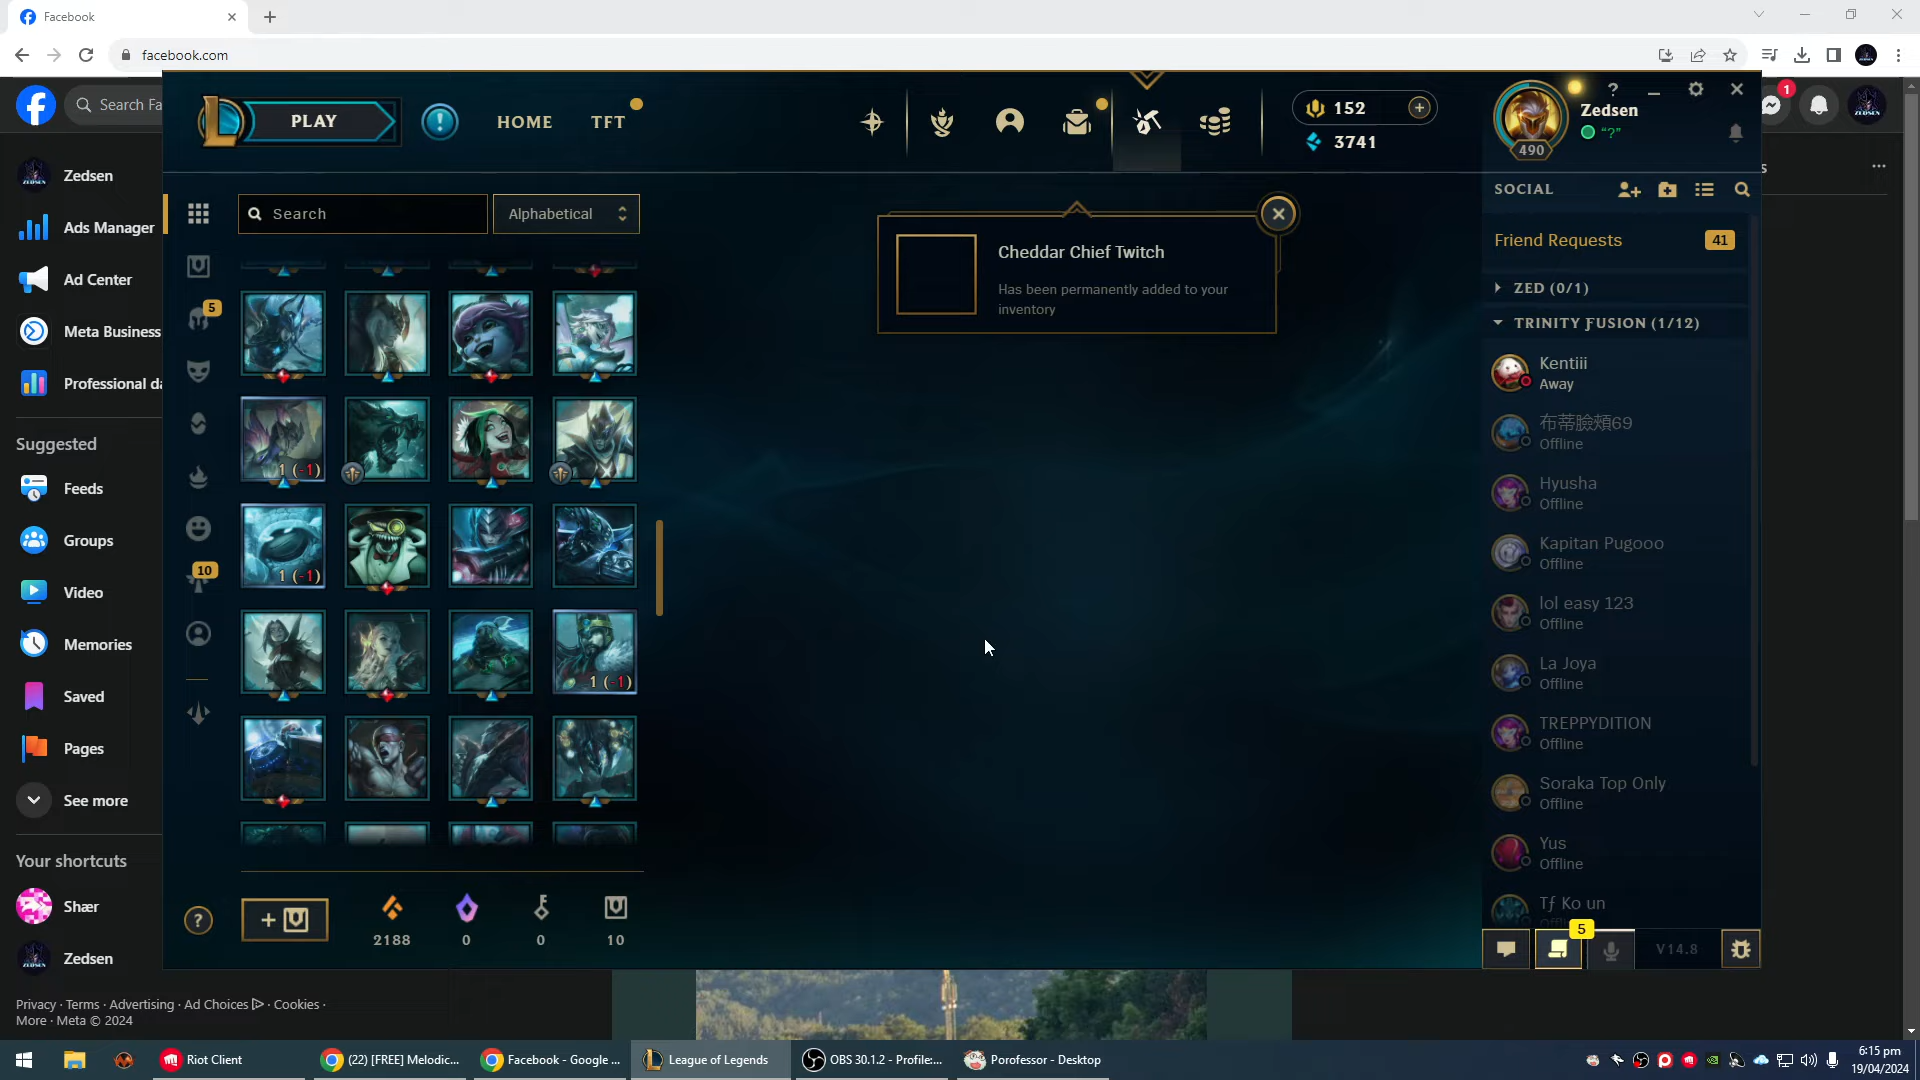 Facebook
facebook.com
Search Fa
1
Zedsen
Ads Manager
Ad Center
Meta Business
Professional da
Suggested
Feeds
Groups
Video
Memories
Saved
Pages
See more
Your shortcuts
Shær
Zedsen
Privacy · Terms · Advertising · Ad Choices · Cookies ·
More · Meta © 2024
PLAY
HOME
TFT
152
3741
490
Zedsen
"?"
Search
Alphabetical
5
10
1 (-1)
1 (-1)
1 (-1)
Cheddar Chief Twitch
Has been permanently added to your
inventory
2188
0
0
10
SOCIAL
Friend Requests
41
ZED (0/1)
TRINITY FUSION (1/12)
Kentiii
Away
布蒂臉頰69
Offline
Hyusha
Offline
Kapitan Pugooo
Offline
lol easy 123
Offline
La Joya
Offline
TREPPYDITION
Offline
Soraka Top Only
Offline
Yus
Offline
Tƒ Ko un
5
V14.8
Riot Client
(22) [FREE] Melodic...
Facebook - Google ...
League of Legends
OBS 30.1.2 - Profile:...
Porofessor - Desktop
6:15 pm
19/04/2024